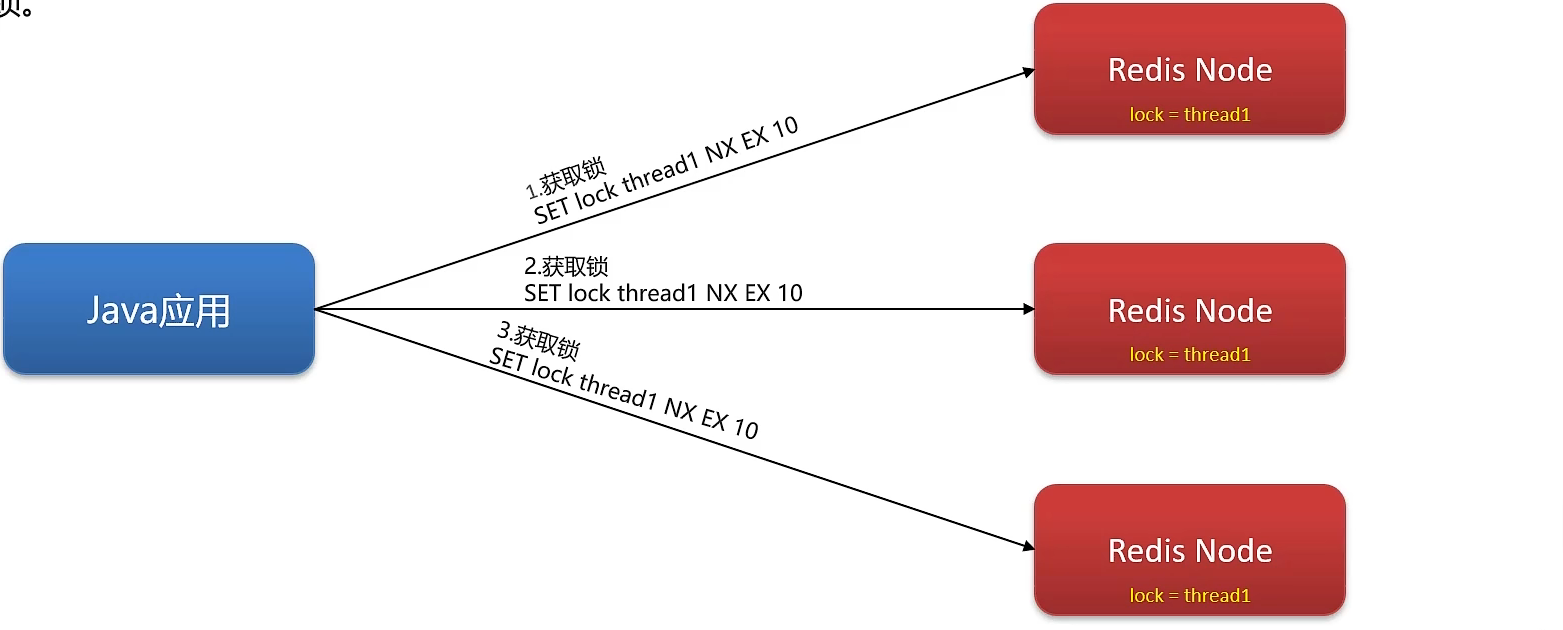 Redis Node
lock = thread1
1.获取锁
SET lock thread1 NX EX 10
Java应用
2.获取锁
SET lock thread1 NX EX 10
Redis Node
lock = thread1
3.获取锁
SET lock thread1 NX EX 10
Redis Node
lock = thread1